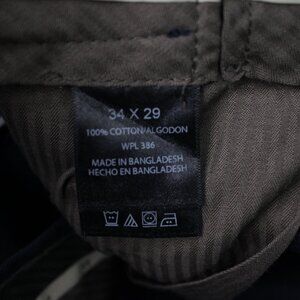 34 X 29
100% COTTON/ALGODON
WPL 386
MADE IN BANGLADESH
HECHO EN BANGLADESH